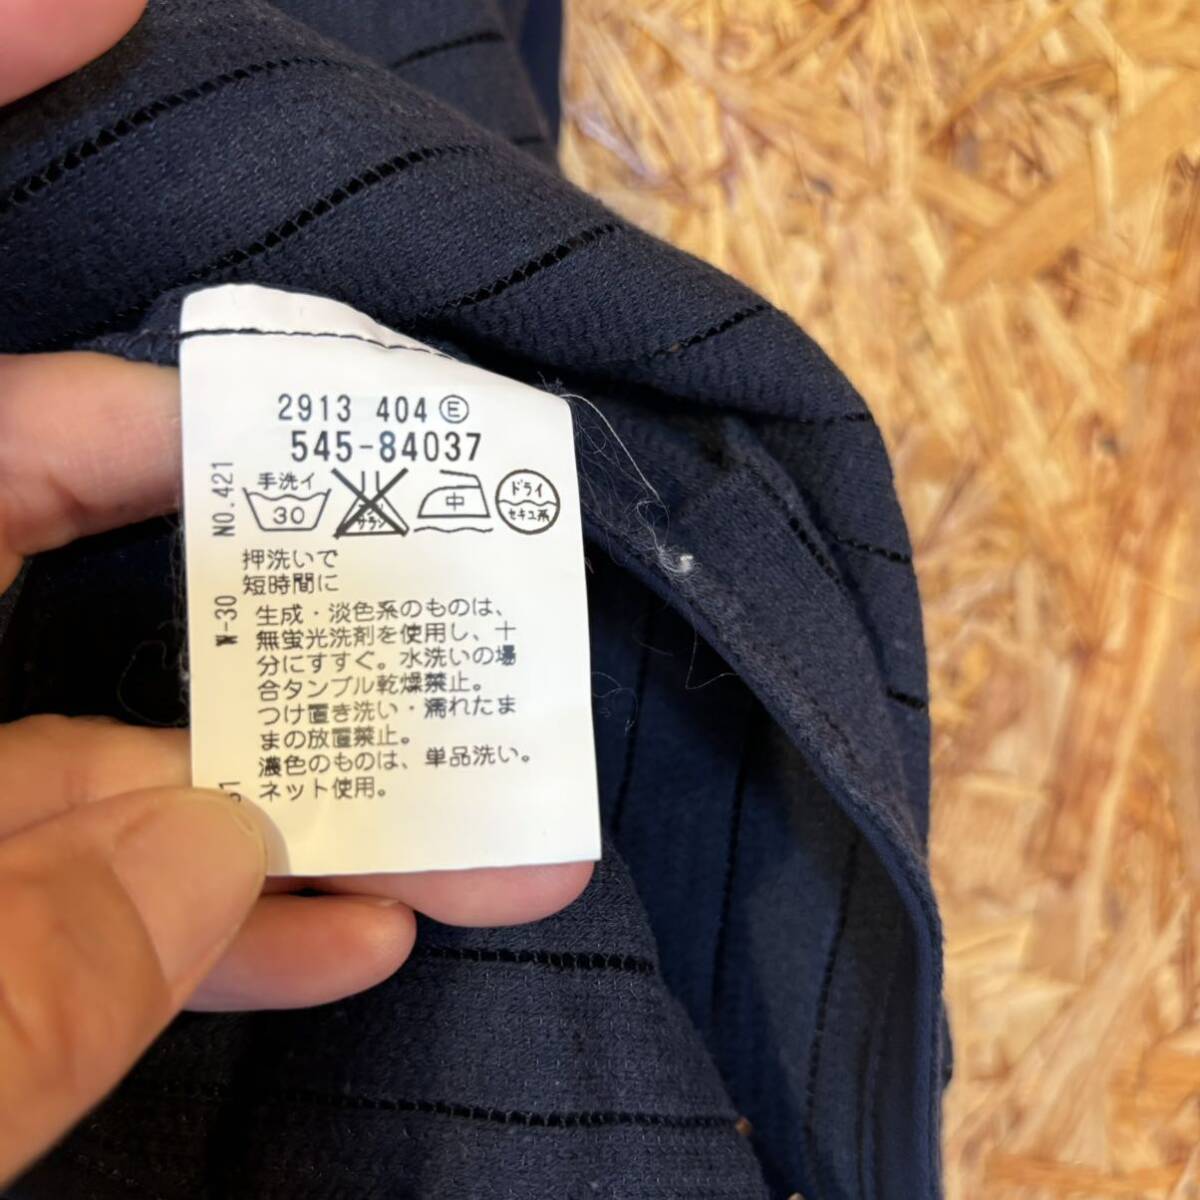 2913 404 Ⓔ
545-84037
手洗イ
30
中
ドライ
セキユ系
押洗いで
短時間に
生成・淡色系のものは、
無蛍光洗剤を使用し、十
分にすすぐ。水洗いの場
合タンブル乾燥禁止。
つけ置き洗い・濡れたま
まの放置禁止。
濃色のものは、単品洗い。
ネット使用。
NO.421
W-30